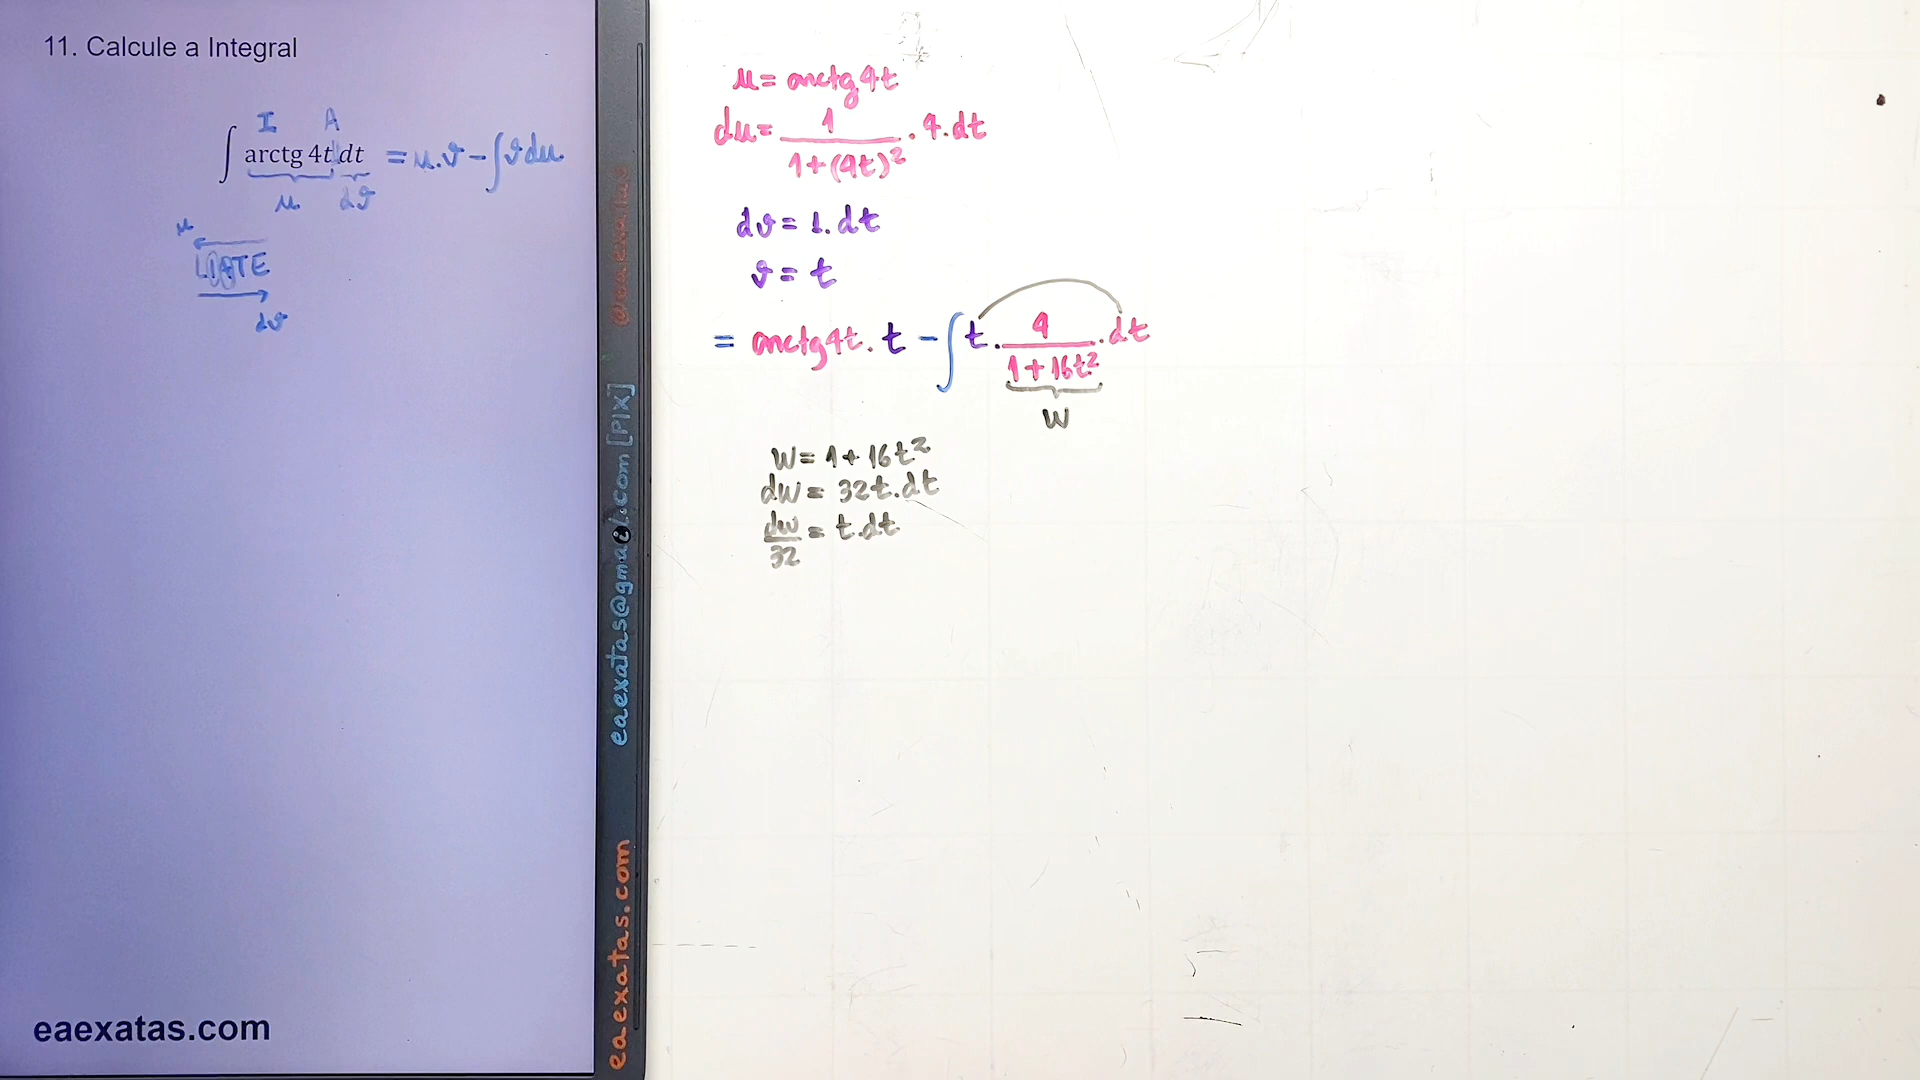 11. Calcule a Integral
I A
∫ arctg 4t dt = u.v - ∫v du
u dv
u
LIATE
dv
eaexatas.com
eaexatas.com
eaexatas@gmail.com [PIX]
@eaexatas
u = arctg 4t
du = 1/(1+(4t)²) . 4.dt
dv = 1.dt
v = t
= arctg4t . t - ∫ t . 4/(1+16t²) . dt
w
w = 1 + 16t²
dw = 32t.dt
dw/32 = t.dt